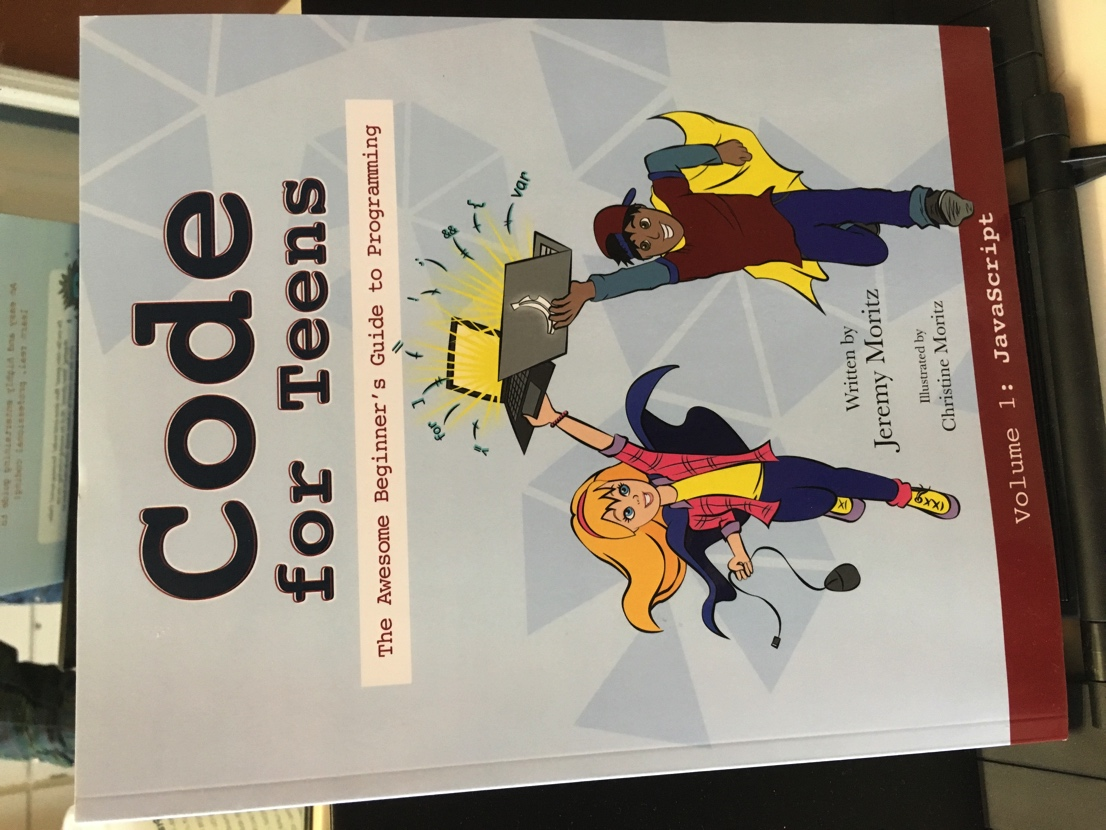 Code
for Teens
The Awesome Beginner's Guide to Programming
for
}
f
=
i
;
&&
{
var
Written by
Jeremy Moritz
Illustrated by
Christine Moritz
Volume 1: JavaScript